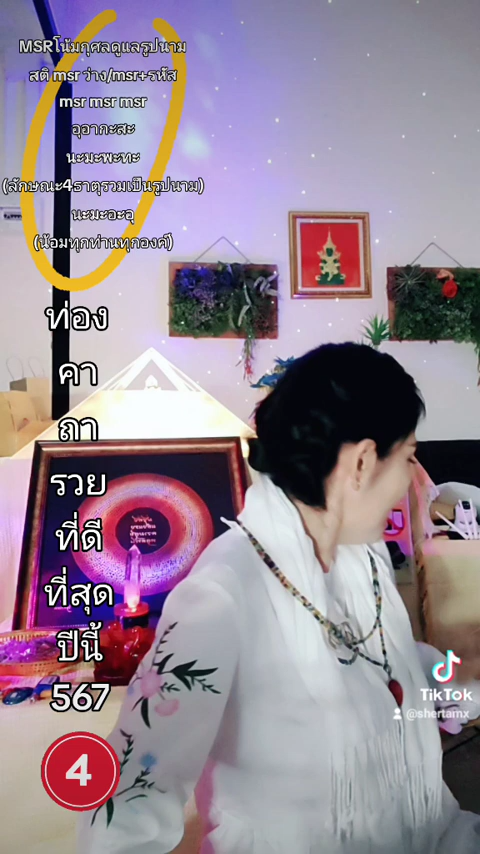 MSRโน้มกุศลดูแลรูปนาม
สติ msr ว่าง/msr+รหัส
msr msr msr
อุอากะสะ
นะมะพะทะ
(ลักษณะ4ธาตุรวมเป็นรูปนาม)
นะมะอะอุ
(น้อมทุกท่านทุกองค์)
ท่อง
คา
ถา
รวย
ที่ดี
ที่สุด
ปีนี้
567
4
TikTok
@shertamx